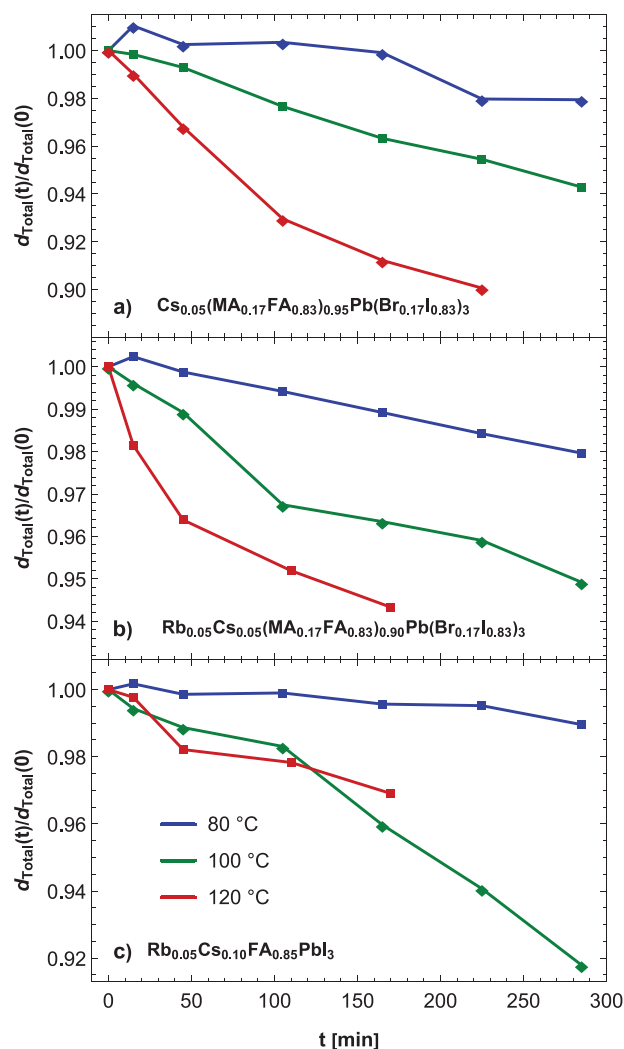 d_Total(t)/d_Total(0)
1.00
0.98
0.96
0.94
0.92
0.90
a) Cs0.05(MA0.17FA0.83)0.95Pb(Br0.17I0.83)3
d_Total(t)/d_Total(0)
1.00
0.99
0.98
0.97
0.96
0.95
0.94
b) Rb0.05Cs0.05(MA0.17FA0.83)0.90Pb(Br0.17I0.83)3
d_Total(t)/d_Total(0)
1.00
0.98
0.96
0.94
0.92
80 °C
100 °C
120 °C
c) Rb0.05Cs0.10FA0.85PbI3
0 50 100 150 200 250 300
t [min]